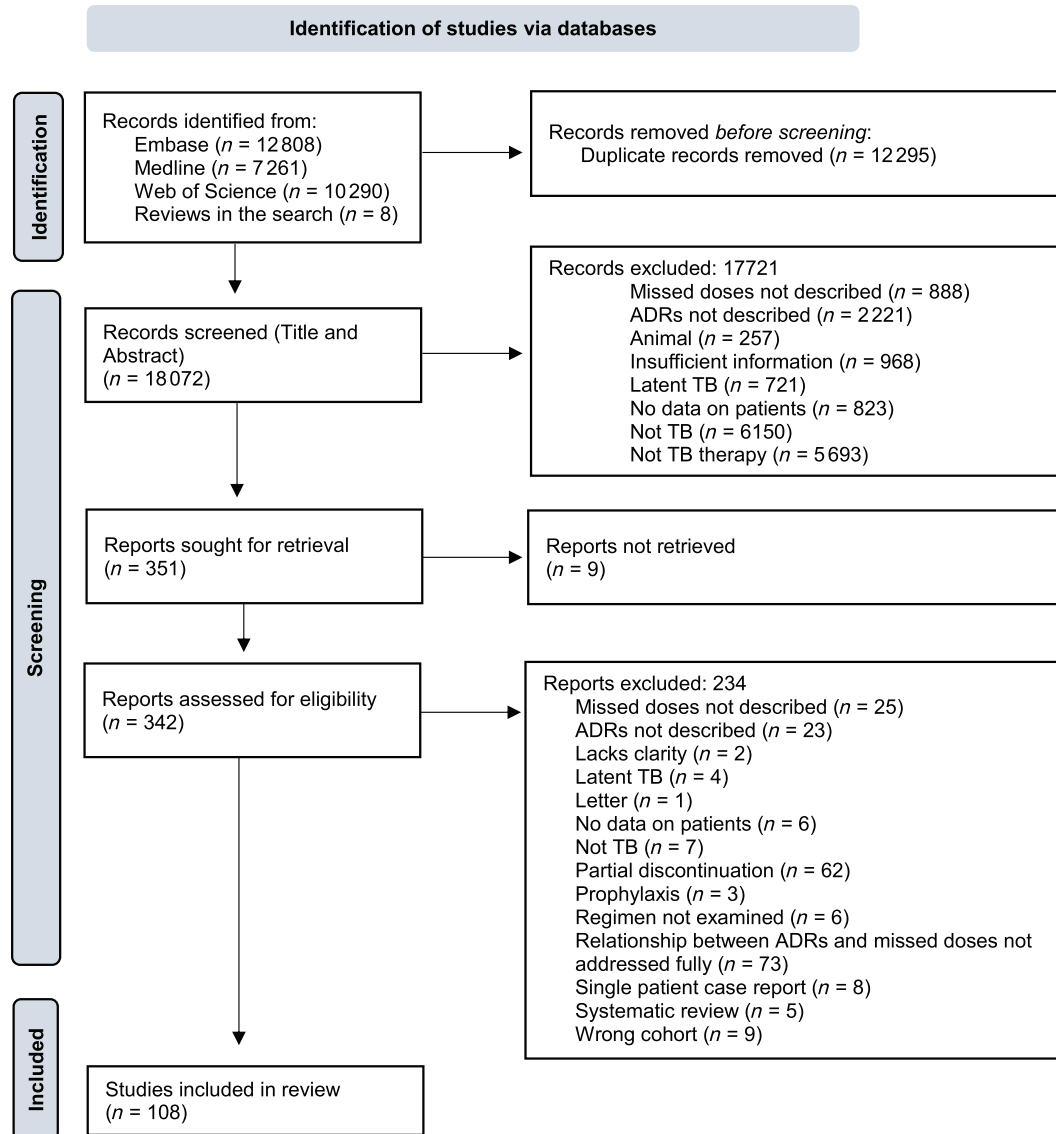 Identification of studies via databases
Identification
Records identified from:
Embase (n = 12 808)
Medline (n = 7 261)
Web of Science (n = 10 290)
Reviews in the search (n = 8)
Records removed before screening:
Duplicate records removed (n = 12 295)
Screening
Records screened (Title and
Abstract)
(n = 18 072)
Records excluded: 17721
Missed doses not described (n = 888)
ADRs not described (n = 2 221)
Animal (n = 257)
Insufficient information (n = 968)
Latent TB (n = 721)
No data on patients (n = 823)
Not TB (n = 6150)
Not TB therapy (n = 5 693)
Reports sought for retrieval
(n = 351)
Reports not retrieved
(n = 9)
Reports assessed for eligibility
(n = 342)
Reports excluded: 234
Missed doses not described (n = 25)
ADRs not described (n = 23)
Lacks clarity (n = 2)
Latent TB (n = 4)
Letter (n = 1)
No data on patients (n = 6)
Not TB (n = 7)
Partial discontinuation (n = 62)
Prophylaxis (n = 3)
Regimen not examined (n = 6)
Relationship between ADRs and missed doses not
addressed fully (n = 73)
Single patient case report (n = 8)
Systematic review (n = 5)
Wrong cohort (n = 9)
Included
Studies included in review
(n = 108)